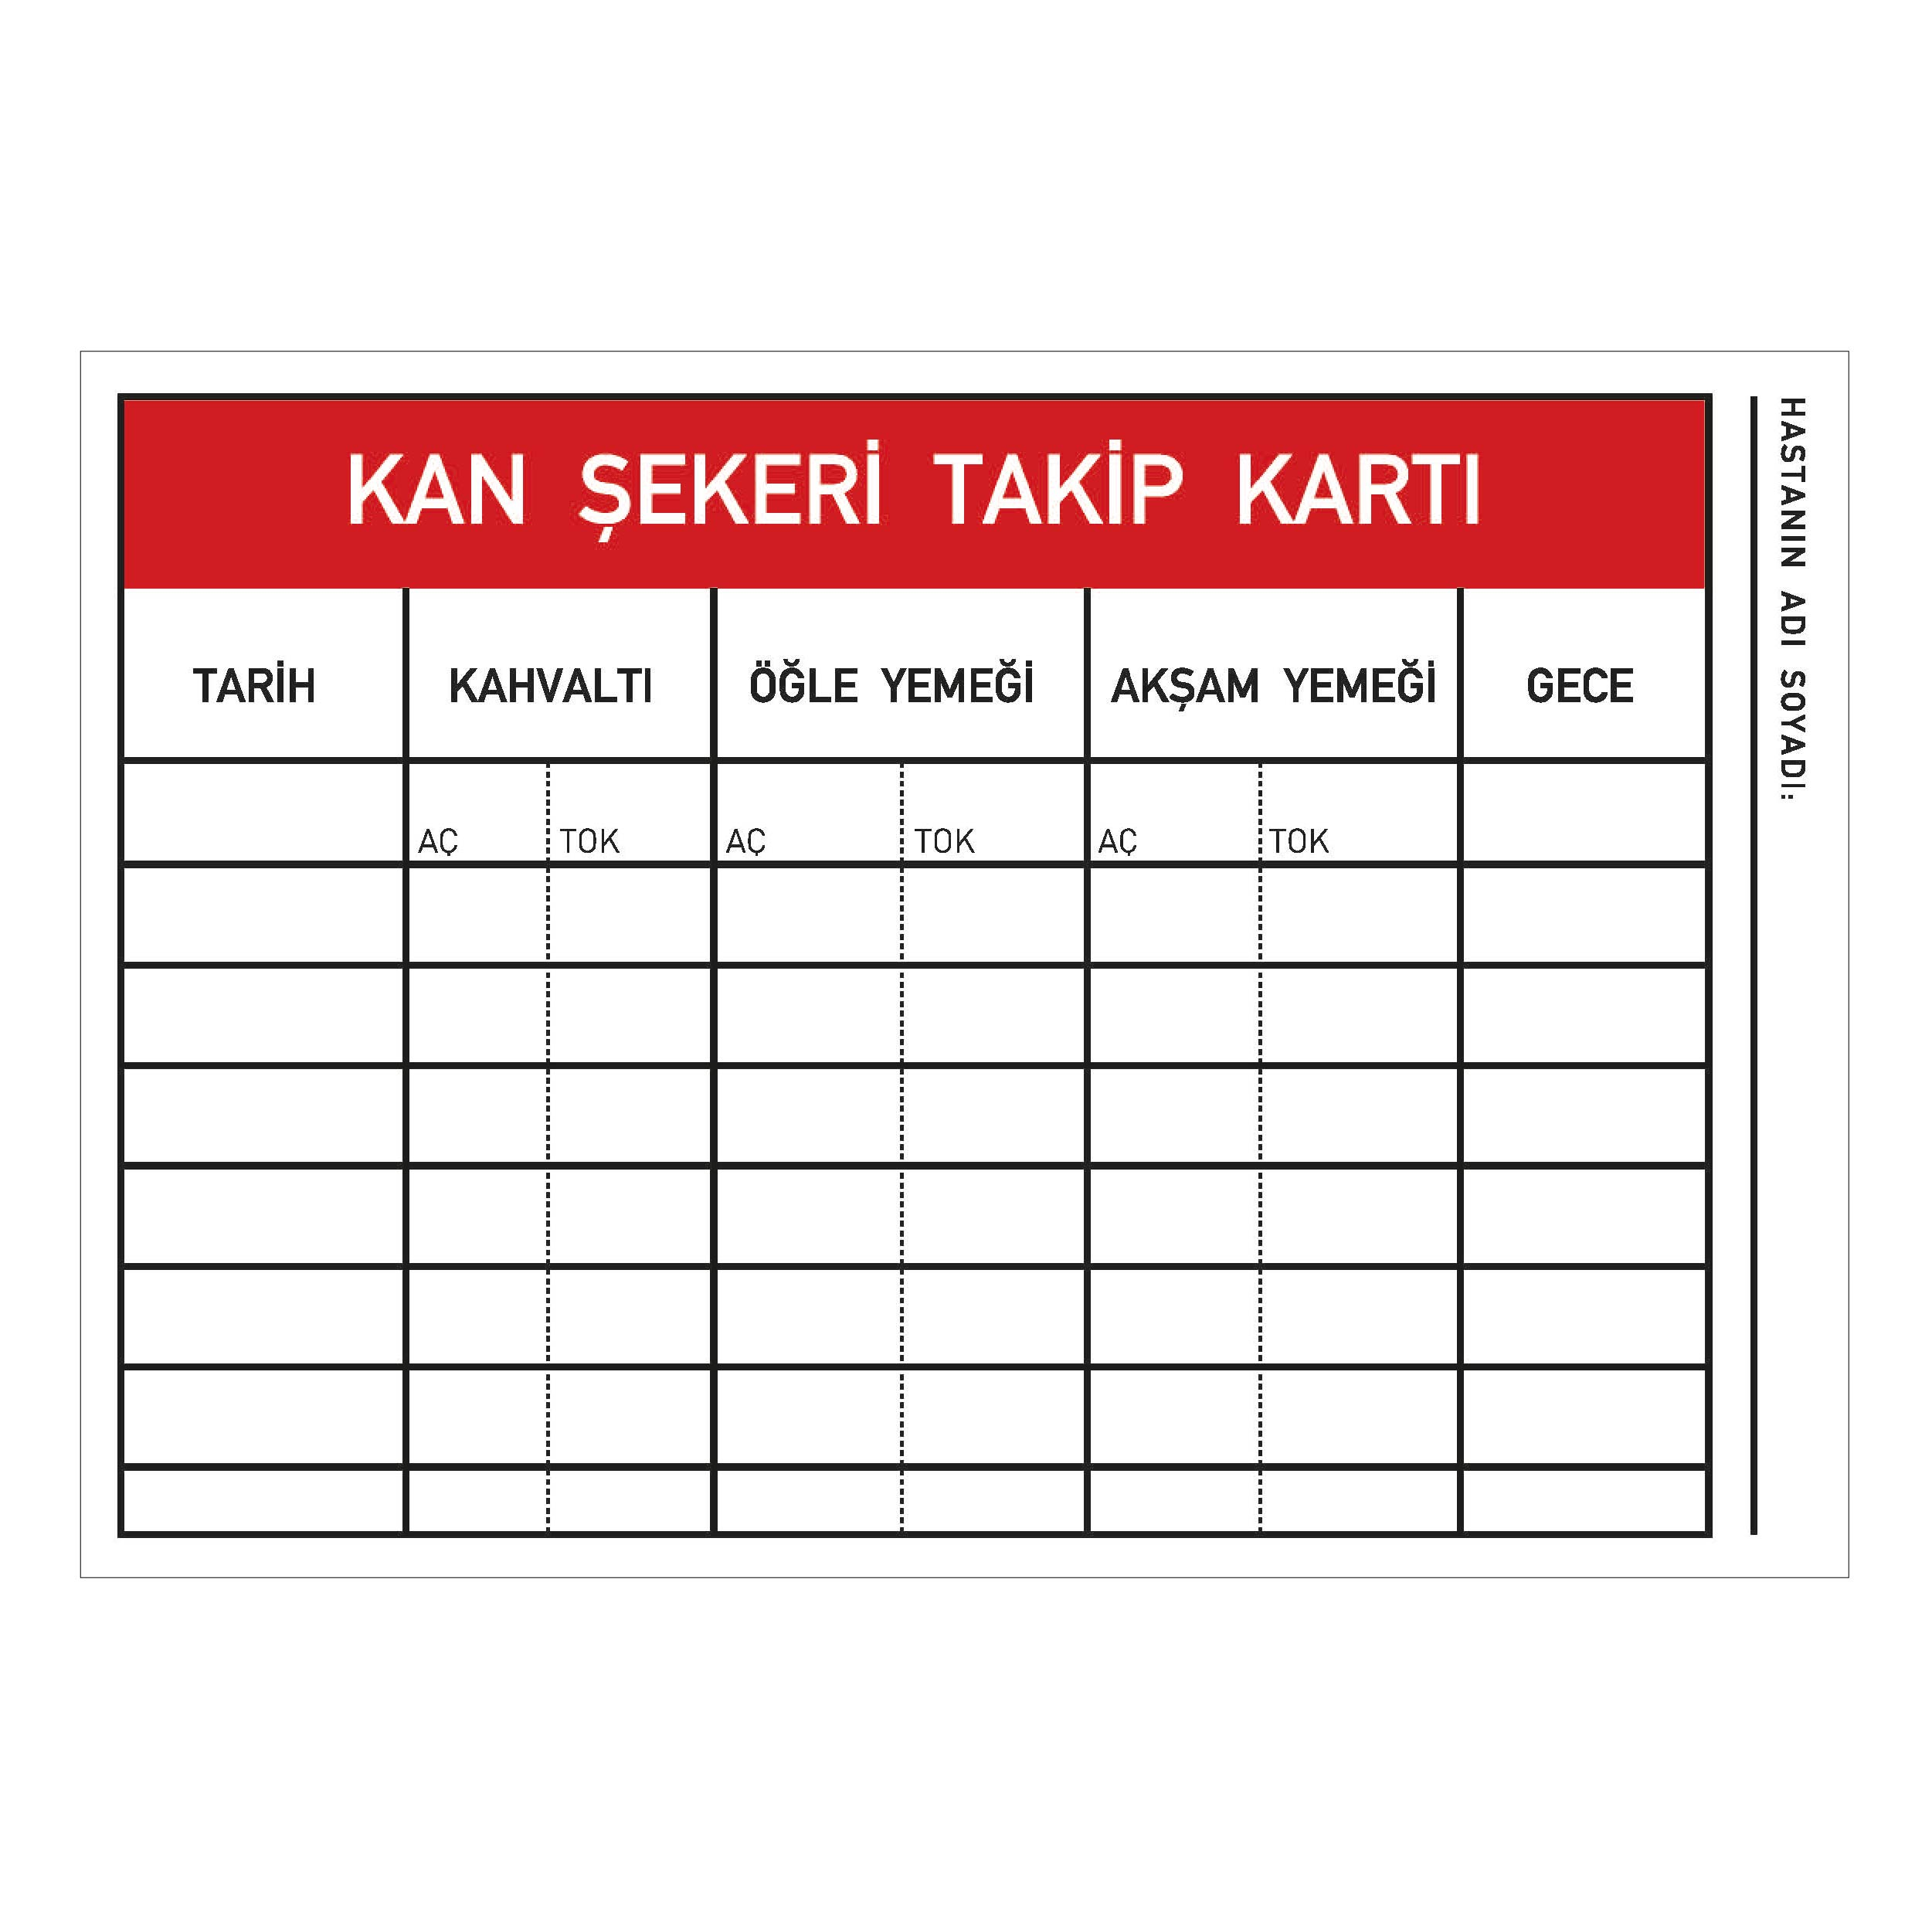 KAN ŞEKERİ TAKİP KARTI
TARİH KAHVALTI ÖĞLE YEMEĞİ AKŞAM YEMEĞİ GECE
AÇ TOK AÇ TOK AÇ TOK
HASTANIN ADI SOYADI: